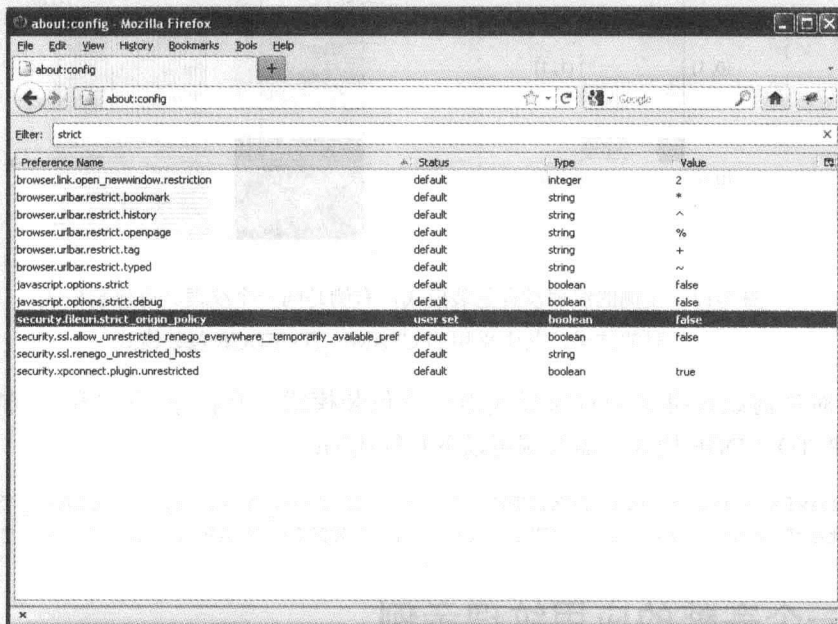 about:config - Mozilla Firefox
File Edit View History Bookmarks Tools Help
about:config +
about:config Google
Filter: strict
Preference Name Status Type Value
browser.link.open_newwindow.restriction default integer 2
browser.urlbar.restrict.bookmark default string *
browser.urlbar.restrict.history default string ^
browser.urlbar.restrict.openpage default string %
browser.urlbar.restrict.tag default string +
browser.urlbar.restrict.typed default string ~
javascript.options.strict default boolean false
javascript.options.strict.debug default boolean false
security.fileuri.strict_origin_policy user set boolean false
security.ssl.allow_unrestricted_renego_everywhere__temporarily_available_pref default boolean false
security.ssl.renego_unrestricted_hosts default string
security.xpconnect.plugin.unrestricted default boolean true